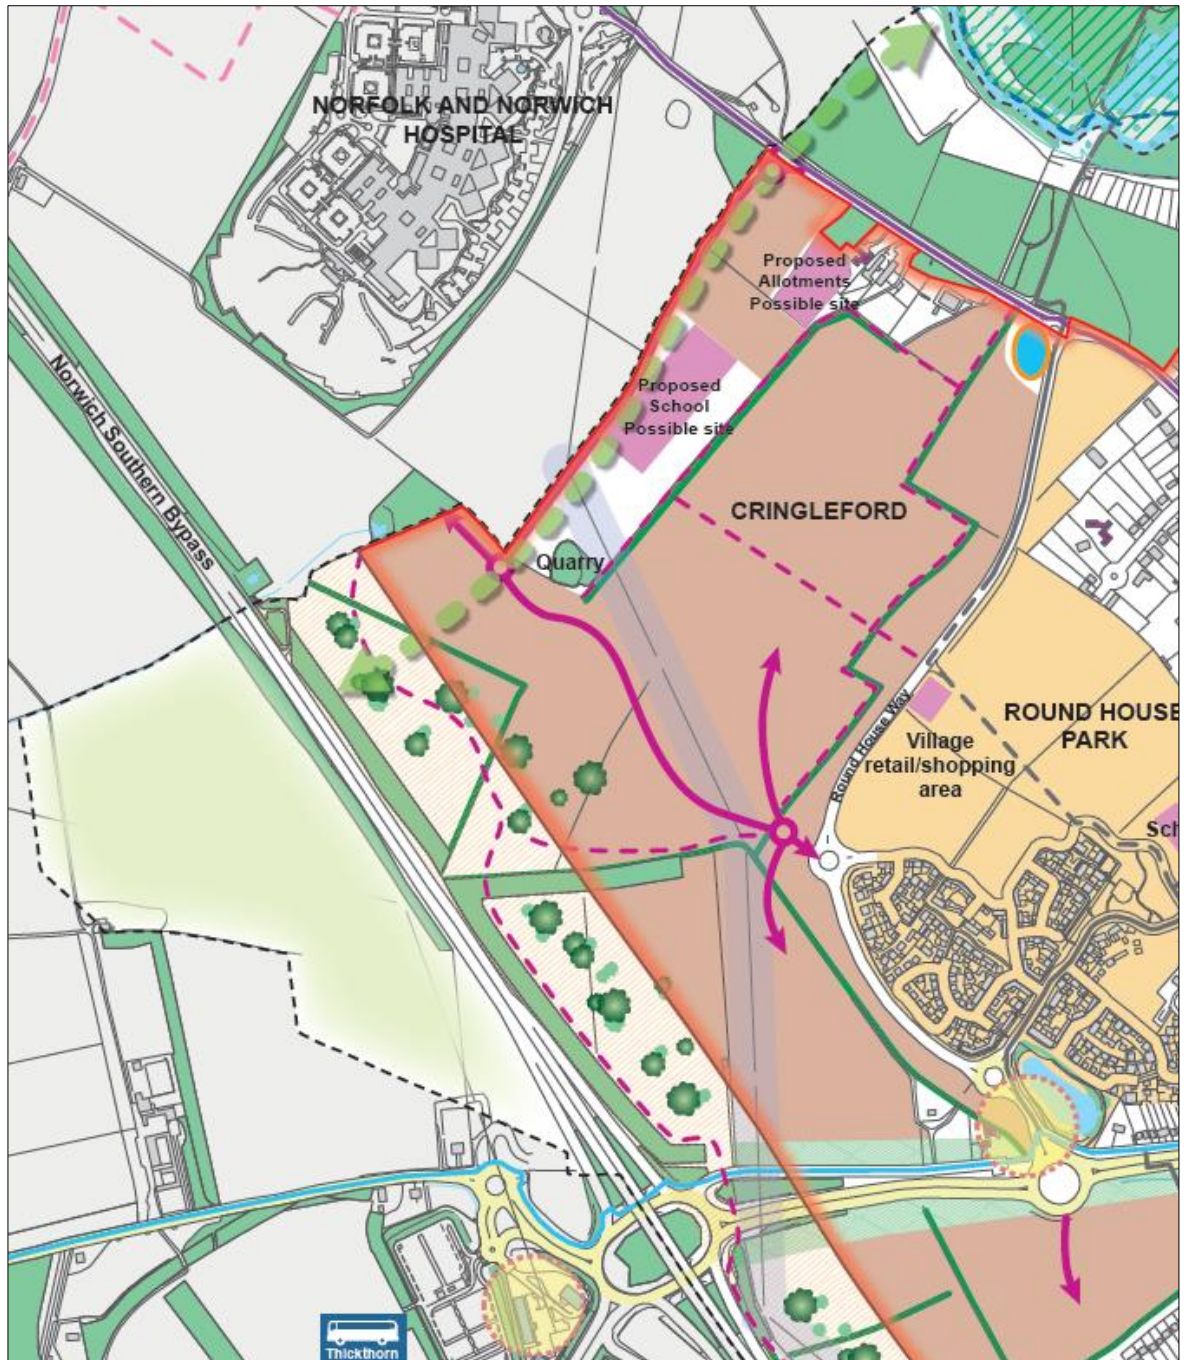 NORFOLK AND NORWICH
HOSPITAL
Proposed
Allotments
Possible site
Norwich Southern Bypass
Proposed
School
Possible site
CRINGLEFORD
Quarry
Round House Way
ROUND HOUSE
PARK
Village
retail/shopping
area
Sch
Thickthorn